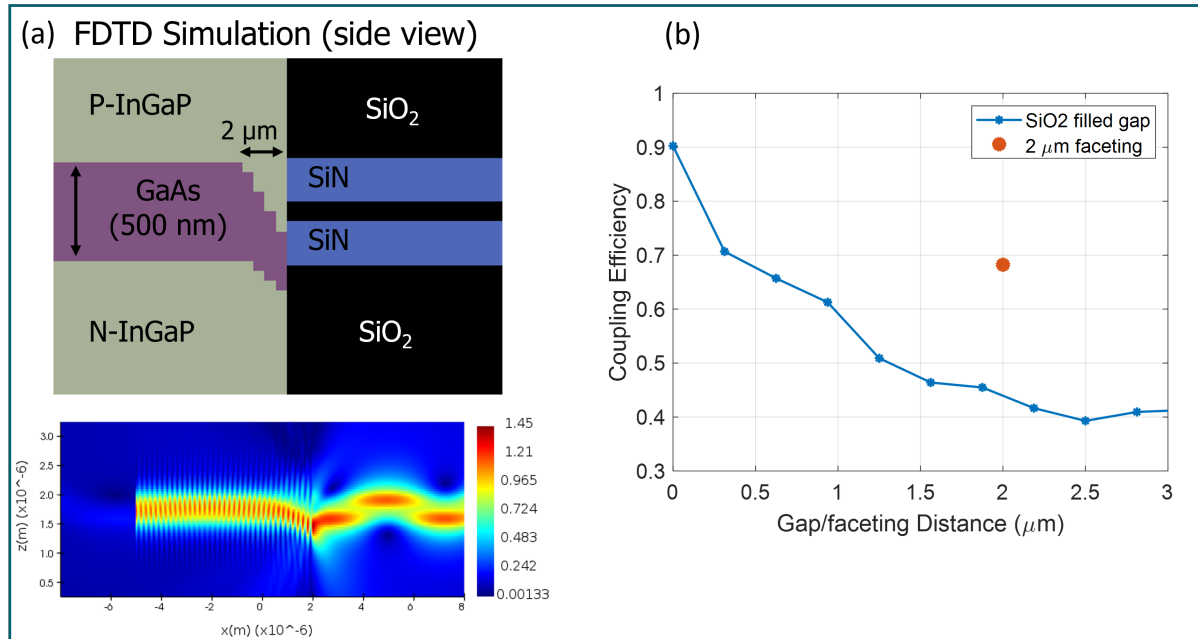 (a) FDTD Simulation (side view)
P-InGaP
SiO2
2 μm
SiN
GaAs
(500 nm)
SiN
N-InGaP
SiO2
3.0
2.5
2.0
1.5
1.0
0.5
z(m) (x10^-6)
-6
-4
-2
0
2
4
6
8
x(m) (x10^-6)
1.45
1.21
0.965
0.724
0.483
0.242
0.00133
(b)
1
0.9
0.8
0.7
0.6
0.5
0.4
0.3
Coupling Efficiency
SiO2 filled gap
2 μm faceting
0
0.5
1
1.5
2
2.5
3
Gap/faceting Distance (μm)